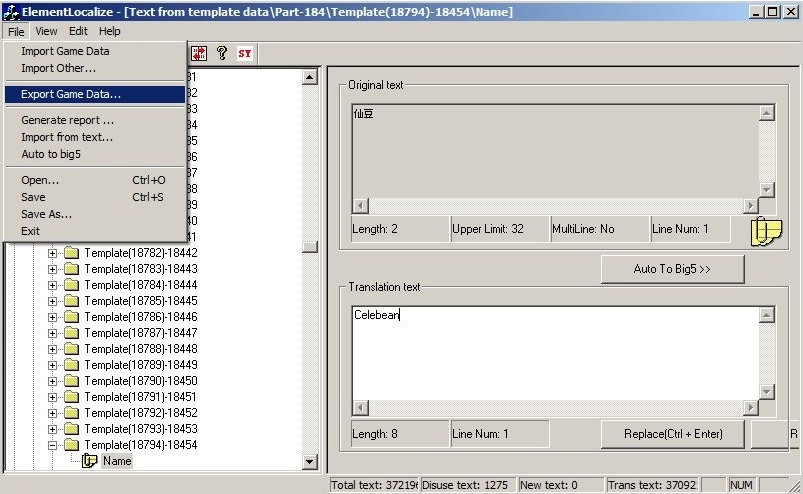 ElementLocalize - [Text from template data\Part-184\Template(18794)-18454\Name]
File View Edit Help
SY
Import Game Data
Import Other...
Export Game Data...
Generate report ...
Import from text...
Auto to big5
Open... Ctrl+O
Save Ctrl+S
Save As...
Exit
31
32
33
34
35
36
37
38
39
40
41
Template(18782)-18442
Template(18783)-18443
Template(18784)-18444
Template(18785)-18445
Template(18786)-18446
Template(18787)-18447
Template(18788)-18448
Template(18789)-18449
Template(18790)-18450
Template(18791)-18451
Template(18792)-18452
Template(18793)-18453
Template(18794)-18454
Name
Original text
仙豆
Length: 2 Upper Limit: 32 MultiLine: No Line Num: 1
Auto To Big5 >>
Translation text
Celebean
Length: 8 Line Num: 1 Replace(Ctrl + Enter) R
Total text: 37219 Disuse text: 1275 New text: 0 Trans text: 37092 NUM